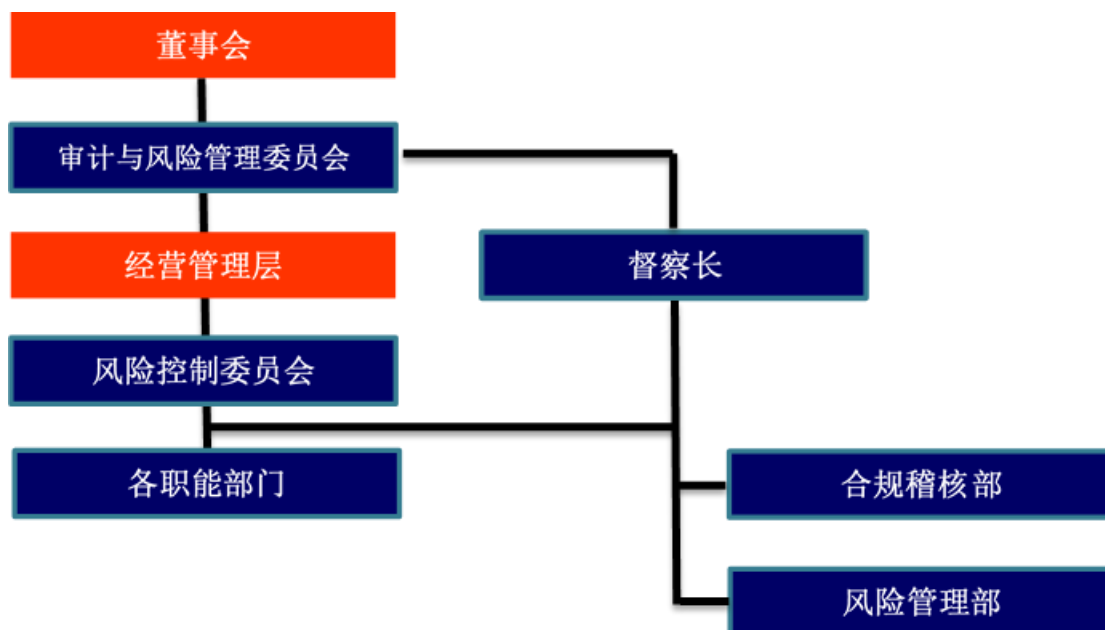 董事会
审计与风险管理委员会
经营管理层
督察长
风险控制委员会
各职能部门
合规稽核部
风险管理部